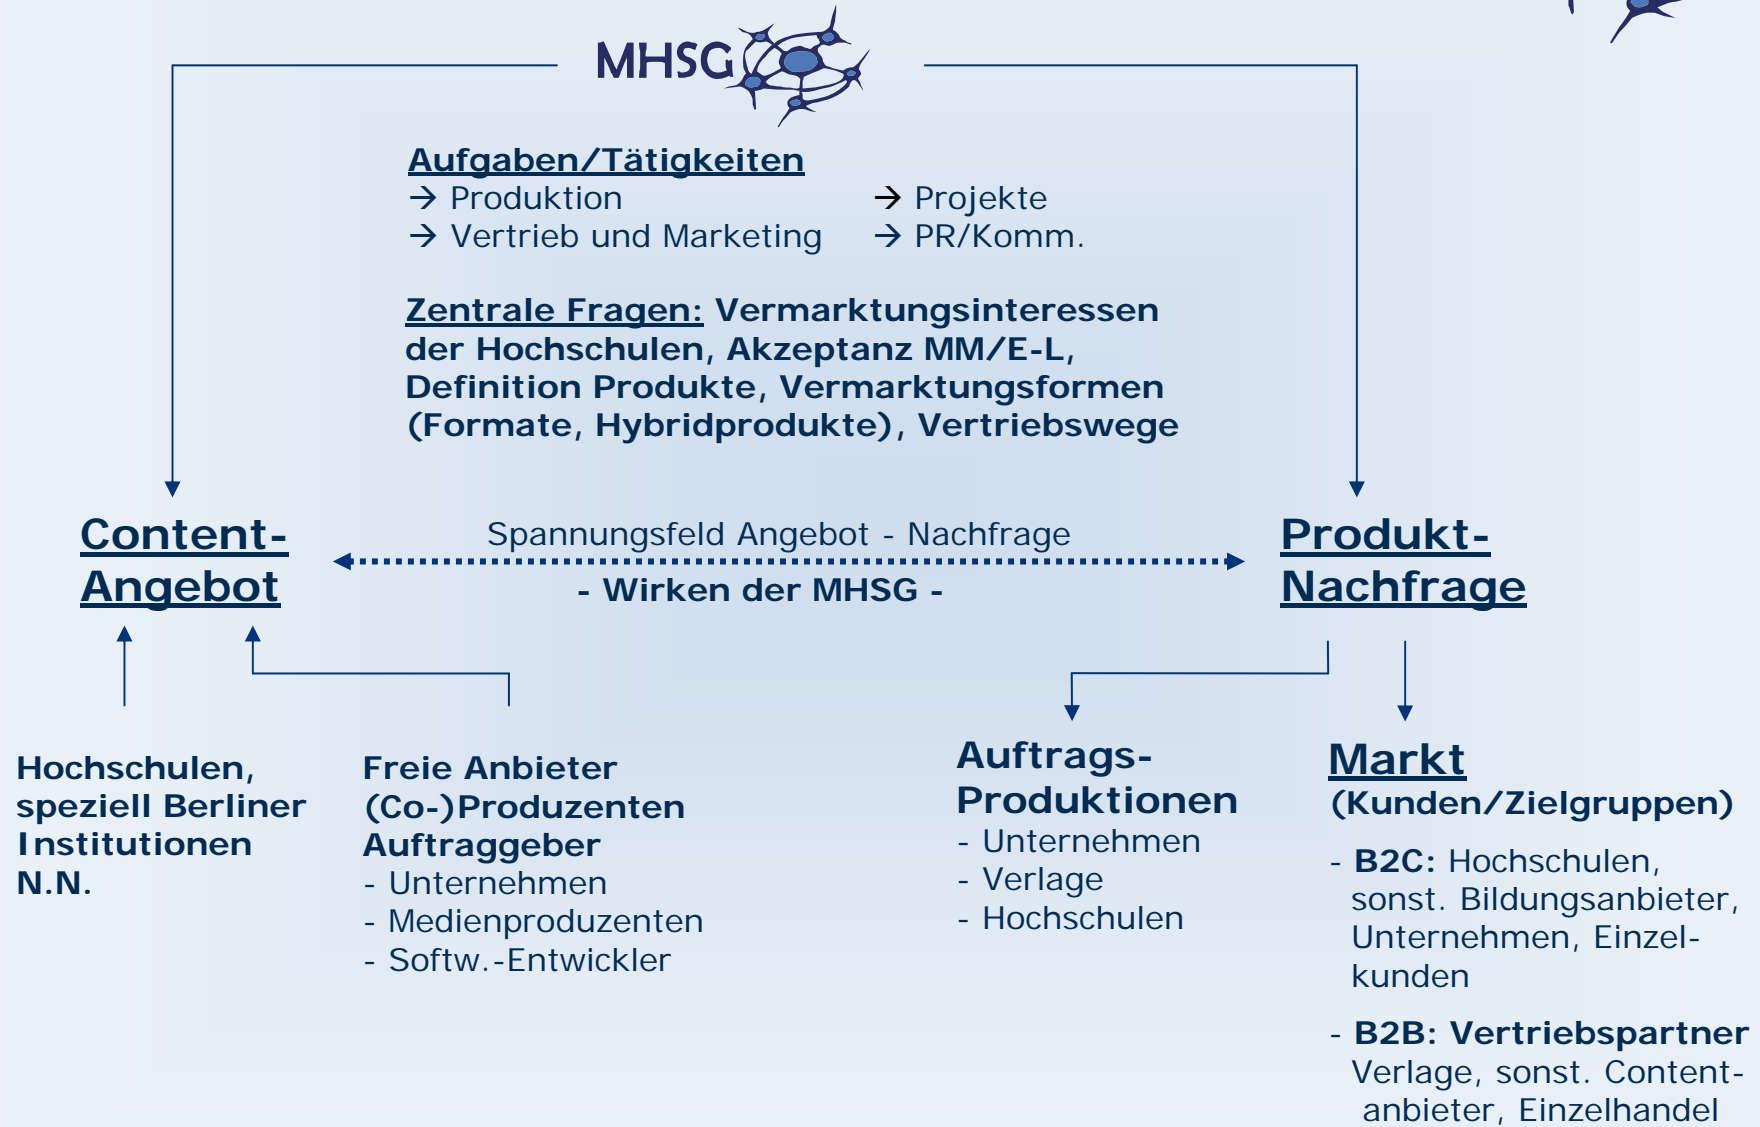 MHSG
Aufgaben/Tätigkeiten
→ Produktion → Projekte
→ Vertrieb und Marketing → PR/Komm.
Zentrale Fragen: Vermarktungsinteressen
der Hochschulen, Akzeptanz MM/E-L,
Definition Produkte, Vermarktungsformen
(Formate, Hybridprodukte), Vertriebswege
Content-
Angebot
Spannungsfeld Angebot - Nachfrage
- Wirken der MHSG -
Produkt-
Nachfrage
Hochschulen,
speziell Berliner
Institutionen
N.N.
Freie Anbieter
(Co-)Produzenten
Auftraggeber
- Unternehmen
- Medienproduzenten
- Softw.-Entwickler
Auftrags-
Produktionen
- Unternehmen
- Verlage
- Hochschulen
Markt
(Kunden/Zielgruppen)
- B2C: Hochschulen,
sonst. Bildungsanbieter,
Unternehmen, Einzel-
kunden
- B2B: Vertriebspartner
Verlage, sonst. Content-
anbieter, Einzelhandel